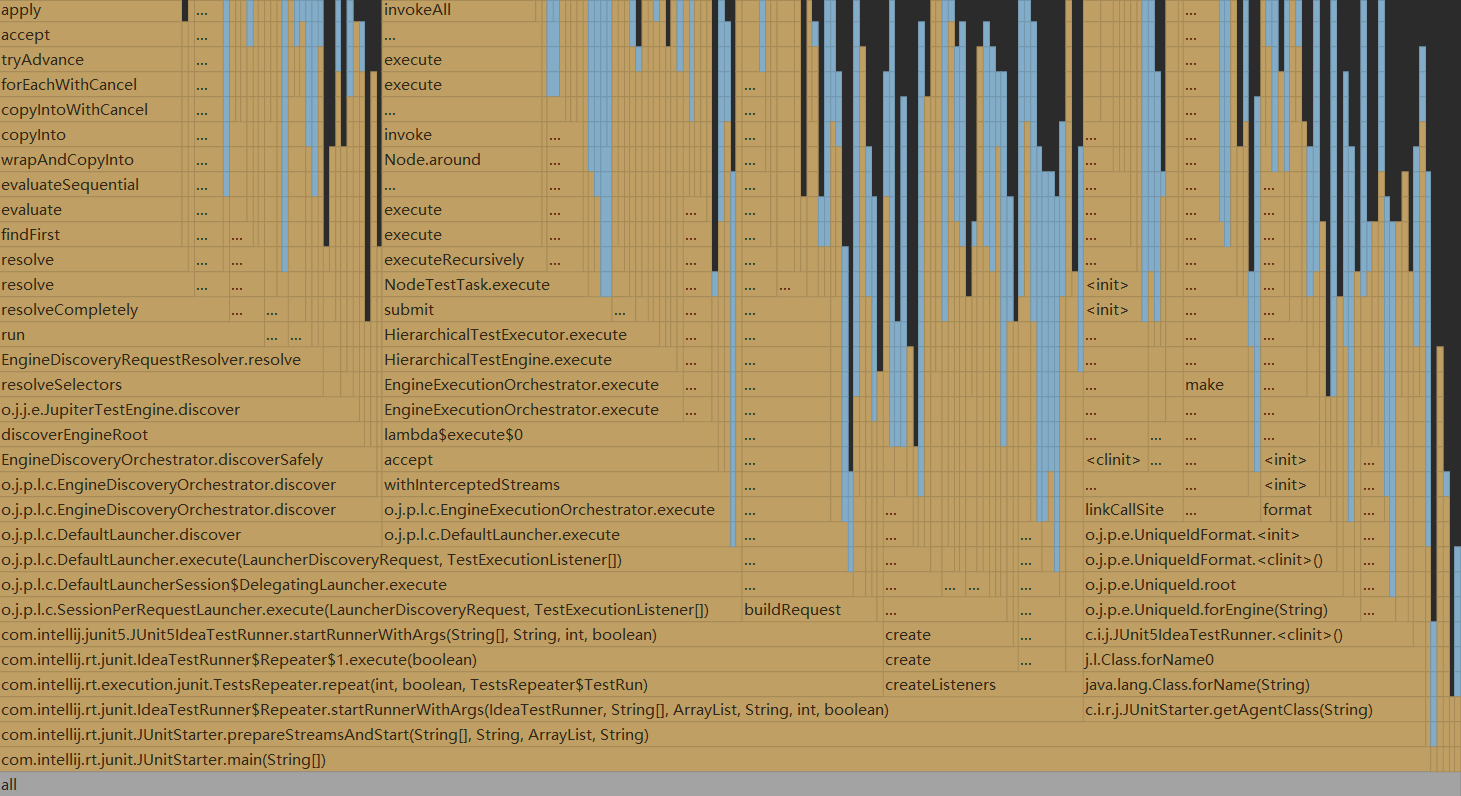 apply ... invokeAll ...
accept ... ... ...
tryAdvance ... execute ...
forEachWithCancel ... execute ... ...
copyIntoWithCancel ... ... ...
copyInto ... invoke ... ... ...
wrapAndCopyInto ... Node.around ... ... ...
evaluateSequential ... ... ... ... ... ...
evaluate ... execute ... ... ... ... ... ...
findFirst ... ... execute ... ... ... ... ...
resolve ... ... executeRecursively ... ... ... ... ...
resolve ... ... NodeTestTask.execute ... ... ... <init> ... ...
resolveCompletely ... ... submit ... ... ... <init> ... ...
run ... ... HierarchicalTestExecutor.execute ... ... ... ...
EngineDiscoveryRequestResolver.resolve HierarchicalTestEngine.execute ... ... ... ... ...
resolveSelectors EngineExecutionOrchestrator.execute ... ... ... make ...
o.j.j.e.JupiterTestEngine.discover EngineExecutionOrchestrator.execute ... ... ... ... ...
discoverEngineRoot lambda$execute$0 ... ... ... ... ...
EngineDiscoveryOrchestrator.discoverSafely accept ... <clinit> ... ... <init> ...
o.j.p.l.c.EngineDiscoveryOrchestrator.discover withInterceptedStreams ... ... ... <init> ...
o.j.p.l.c.EngineDiscoveryOrchestrator.discover o.j.p.l.c.EngineExecutionOrchestrator.execute ... ... linkCallSite ... format ...
o.j.p.l.c.DefaultLauncher.discover o.j.p.l.c.DefaultLauncher.execute ... ... ... o.j.p.e.UniqueIdFormat.<init> ...
o.j.p.l.c.DefaultLauncher.execute(LauncherDiscoveryRequest, TestExecutionListener[]) ... ... ... o.j.p.e.UniqueIdFormat.<clinit>() ...
o.j.p.l.c.DefaultLauncherSession$DelegatingLauncher.execute ... ... ... ... o.j.p.e.UniqueId.root ...
o.j.p.l.c.SessionPerRequestLauncher.execute(LauncherDiscoveryRequest, TestExecutionListener[]) buildRequest ... ... o.j.p.e.UniqueId.forEngine(String) ...
com.intellij.junit5.JUnit5IdeaTestRunner.startRunnerWithArgs(String[], String, int, boolean) create ... c.i.j.JUnit5IdeaTestRunner.<clinit>()
com.intellij.rt.junit.IdeaTestRunner$Repeater$1.execute(boolean) create ... j.l.Class.forName0
com.intellij.rt.execution.junit.TestsRepeater.repeat(int, boolean, TestsRepeater$TestRun) createListeners java.lang.Class.forName(String)
com.intellij.rt.junit.IdeaTestRunner$Repeater.startRunnerWithArgs(IdeaTestRunner, String[], ArrayList, String, int, boolean) c.i.r.j.JUnitStarter.getAgentClass(String)
com.intellij.rt.junit.JUnitStarter.prepareStreamsAndStart(String[], String, ArrayList, String)
com.intellij.rt.junit.JUnitStarter.main(String[])
all